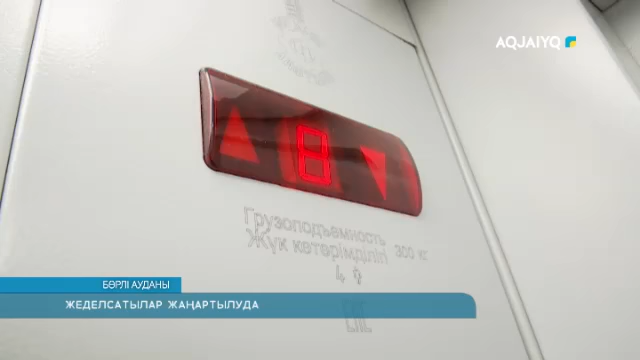 AQJAIYQ
8
Грузоподъемность
Жүк көтерімділігі 300 кг
4
БӨРЛІ АУДАНЫ
ЖЕДЕЛСАТЫЛАР ЖАҢАРТЫЛУДА
EAC